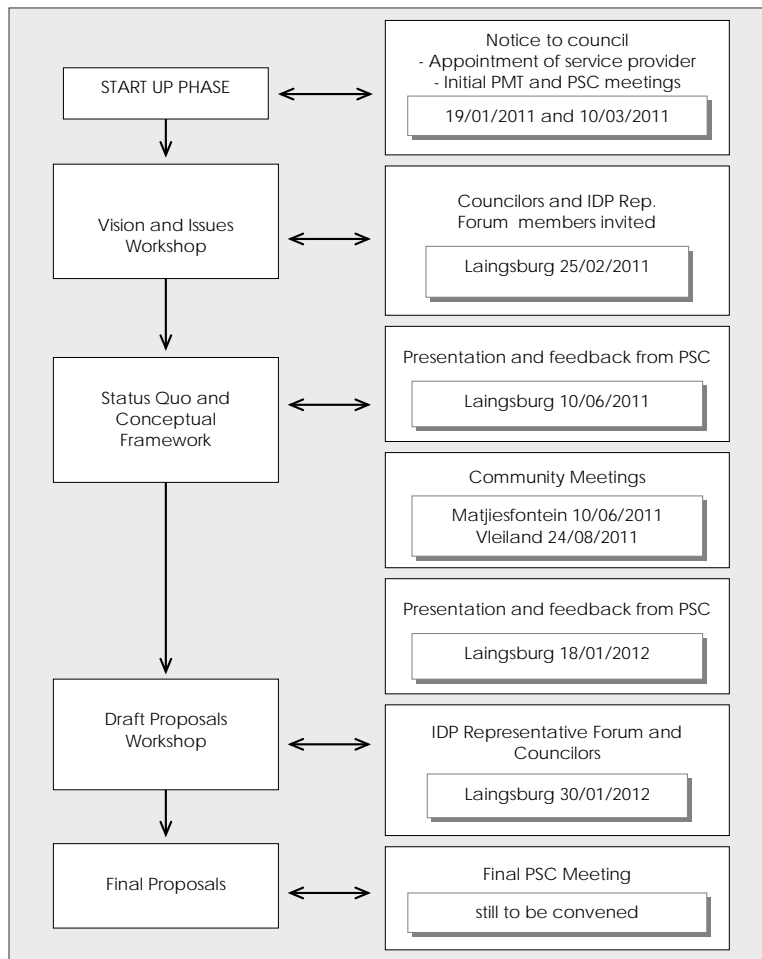 START UP PHASE
Notice to council
- Appointment of service provider
- Initial PMT and PSC meetings
19/01/2011 and 10/03/2011
Vision and Issues
Workshop
Councilors and IDP Rep.
Forum members invited
Laingsburg 25/02/2011
Status Quo and
Conceptual
Framework
Presentation and feedback from PSC
Laingsburg 10/06/2011
Community Meetings
Matjiesfontein 10/06/2011
Vleiland 24/08/2011
Presentation and feedback from PSC
Laingsburg 18/01/2012
Draft Proposals
Workshop
IDP Representative Forum and
Councilors
Laingsburg 30/01/2012
Final Proposals
Final PSC Meeting
still to be convened